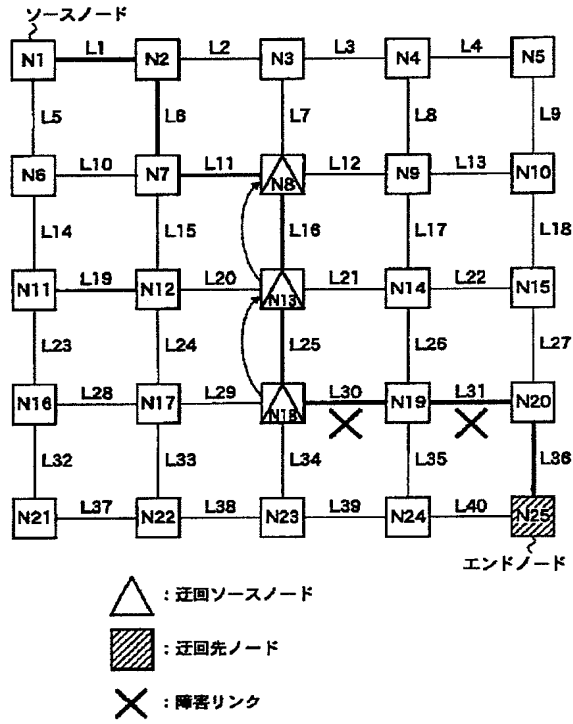 ソースノード
N1 L1 N2 L2 N3 L3 N4 L4 N5
L5 L6 L7 L8 L9
N6 L10 N7 L11 N8 L12 N9 L13 N10
L14 L15 L16 L17 L18
N11 L19 N12 L20 N13 L21 N14 L22 N15
L23 L24 L25 L26 L27
N16 L28 N17 L29 N18 L30 N19 L31 N20
L32 L33 L34 L35 L36
N21 L37 N22 L38 N23 L39 N24 L40 N25
エンドノード
：迂回ソースノード
：迂回先ノード
：障害リンク